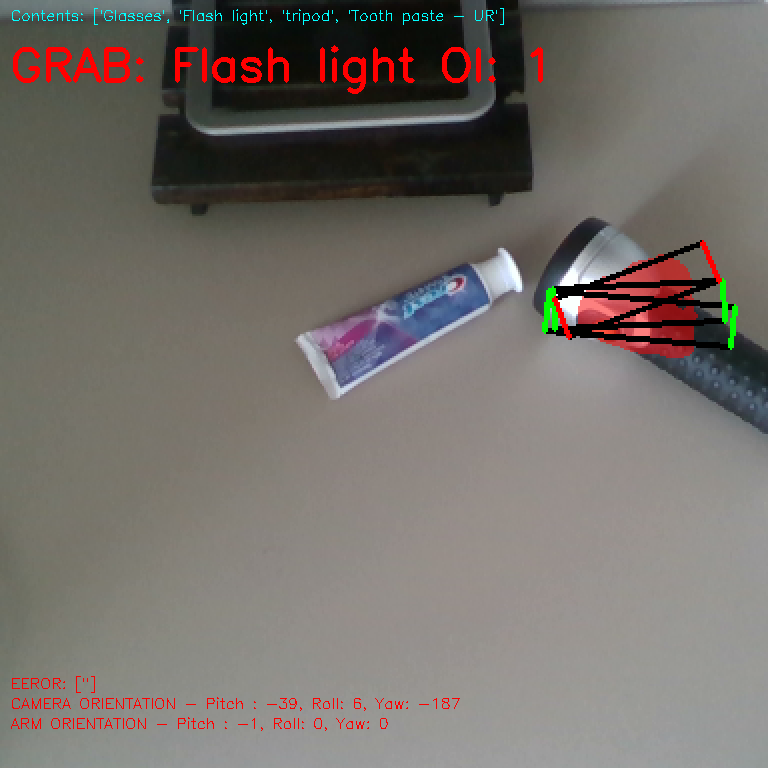 Contents: ['Glasses', 'Flash light', 'tripod', 'Tooth paste - UR']
GRAB: Flash light OI: 1
Crest
EEROR: ['']
CAMERA ORIENTATION - Pitch : -39, Roll: 6, Yaw: -187
ARM ORIENTATION - Pitch : -1, Roll: 0, Yaw: 0